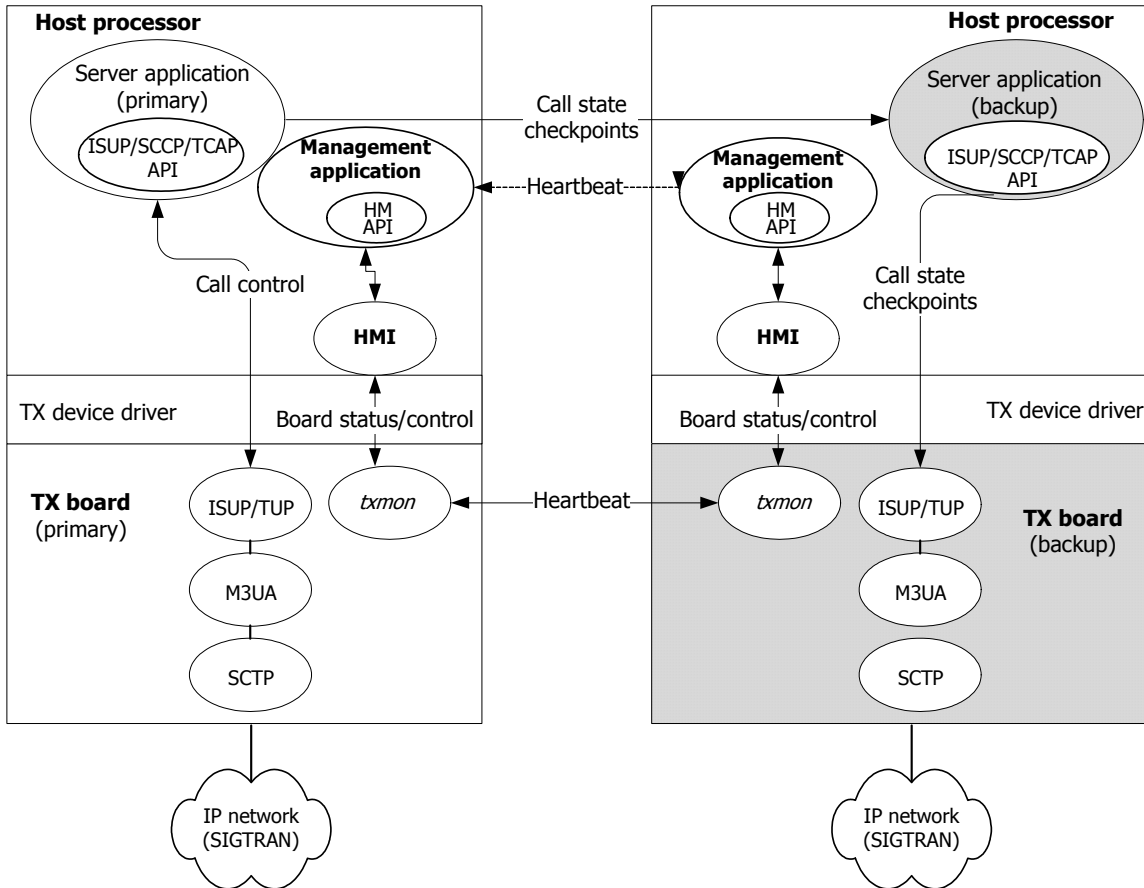 Host processor
Server application
(primary)
ISUP/SCCP/TCAP
API
Management
application
HM
API
Call control
HMI
TX device driver
Board status/control
TX board
(primary)
ISUP/TUP
txmon
M3UA
SCTP
IP network
(SIGTRAN)
Call state
checkpoints
Heartbeat
Heartbeat
Host processor
Server application
(backup)
ISUP/SCCP/TCAP
API
Management
application
HM
API
Call state
checkpoints
HMI
Board status/control
TX device driver
txmon
ISUP/TUP
TX board
(backup)
M3UA
SCTP
IP network
(SIGTRAN)